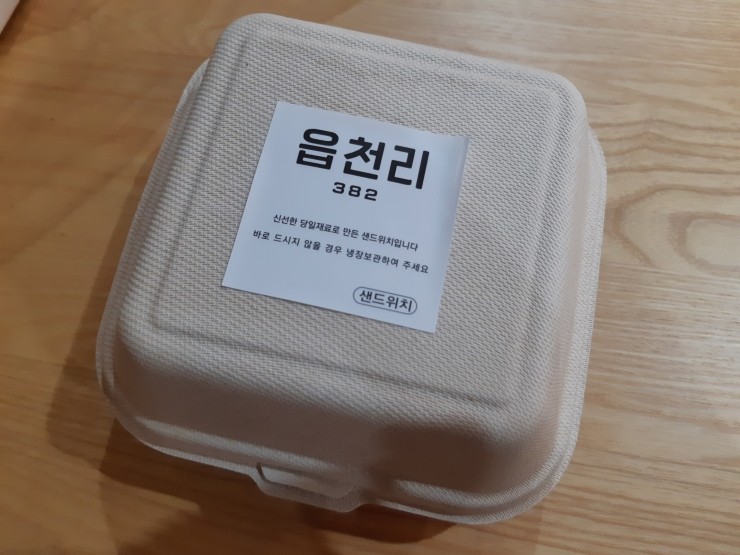 읍천리
382
신선한 당일재료로 만든 샌드위치입니다
바로 드시지 않을 경우 냉장보관하여 주세요
샌드위치